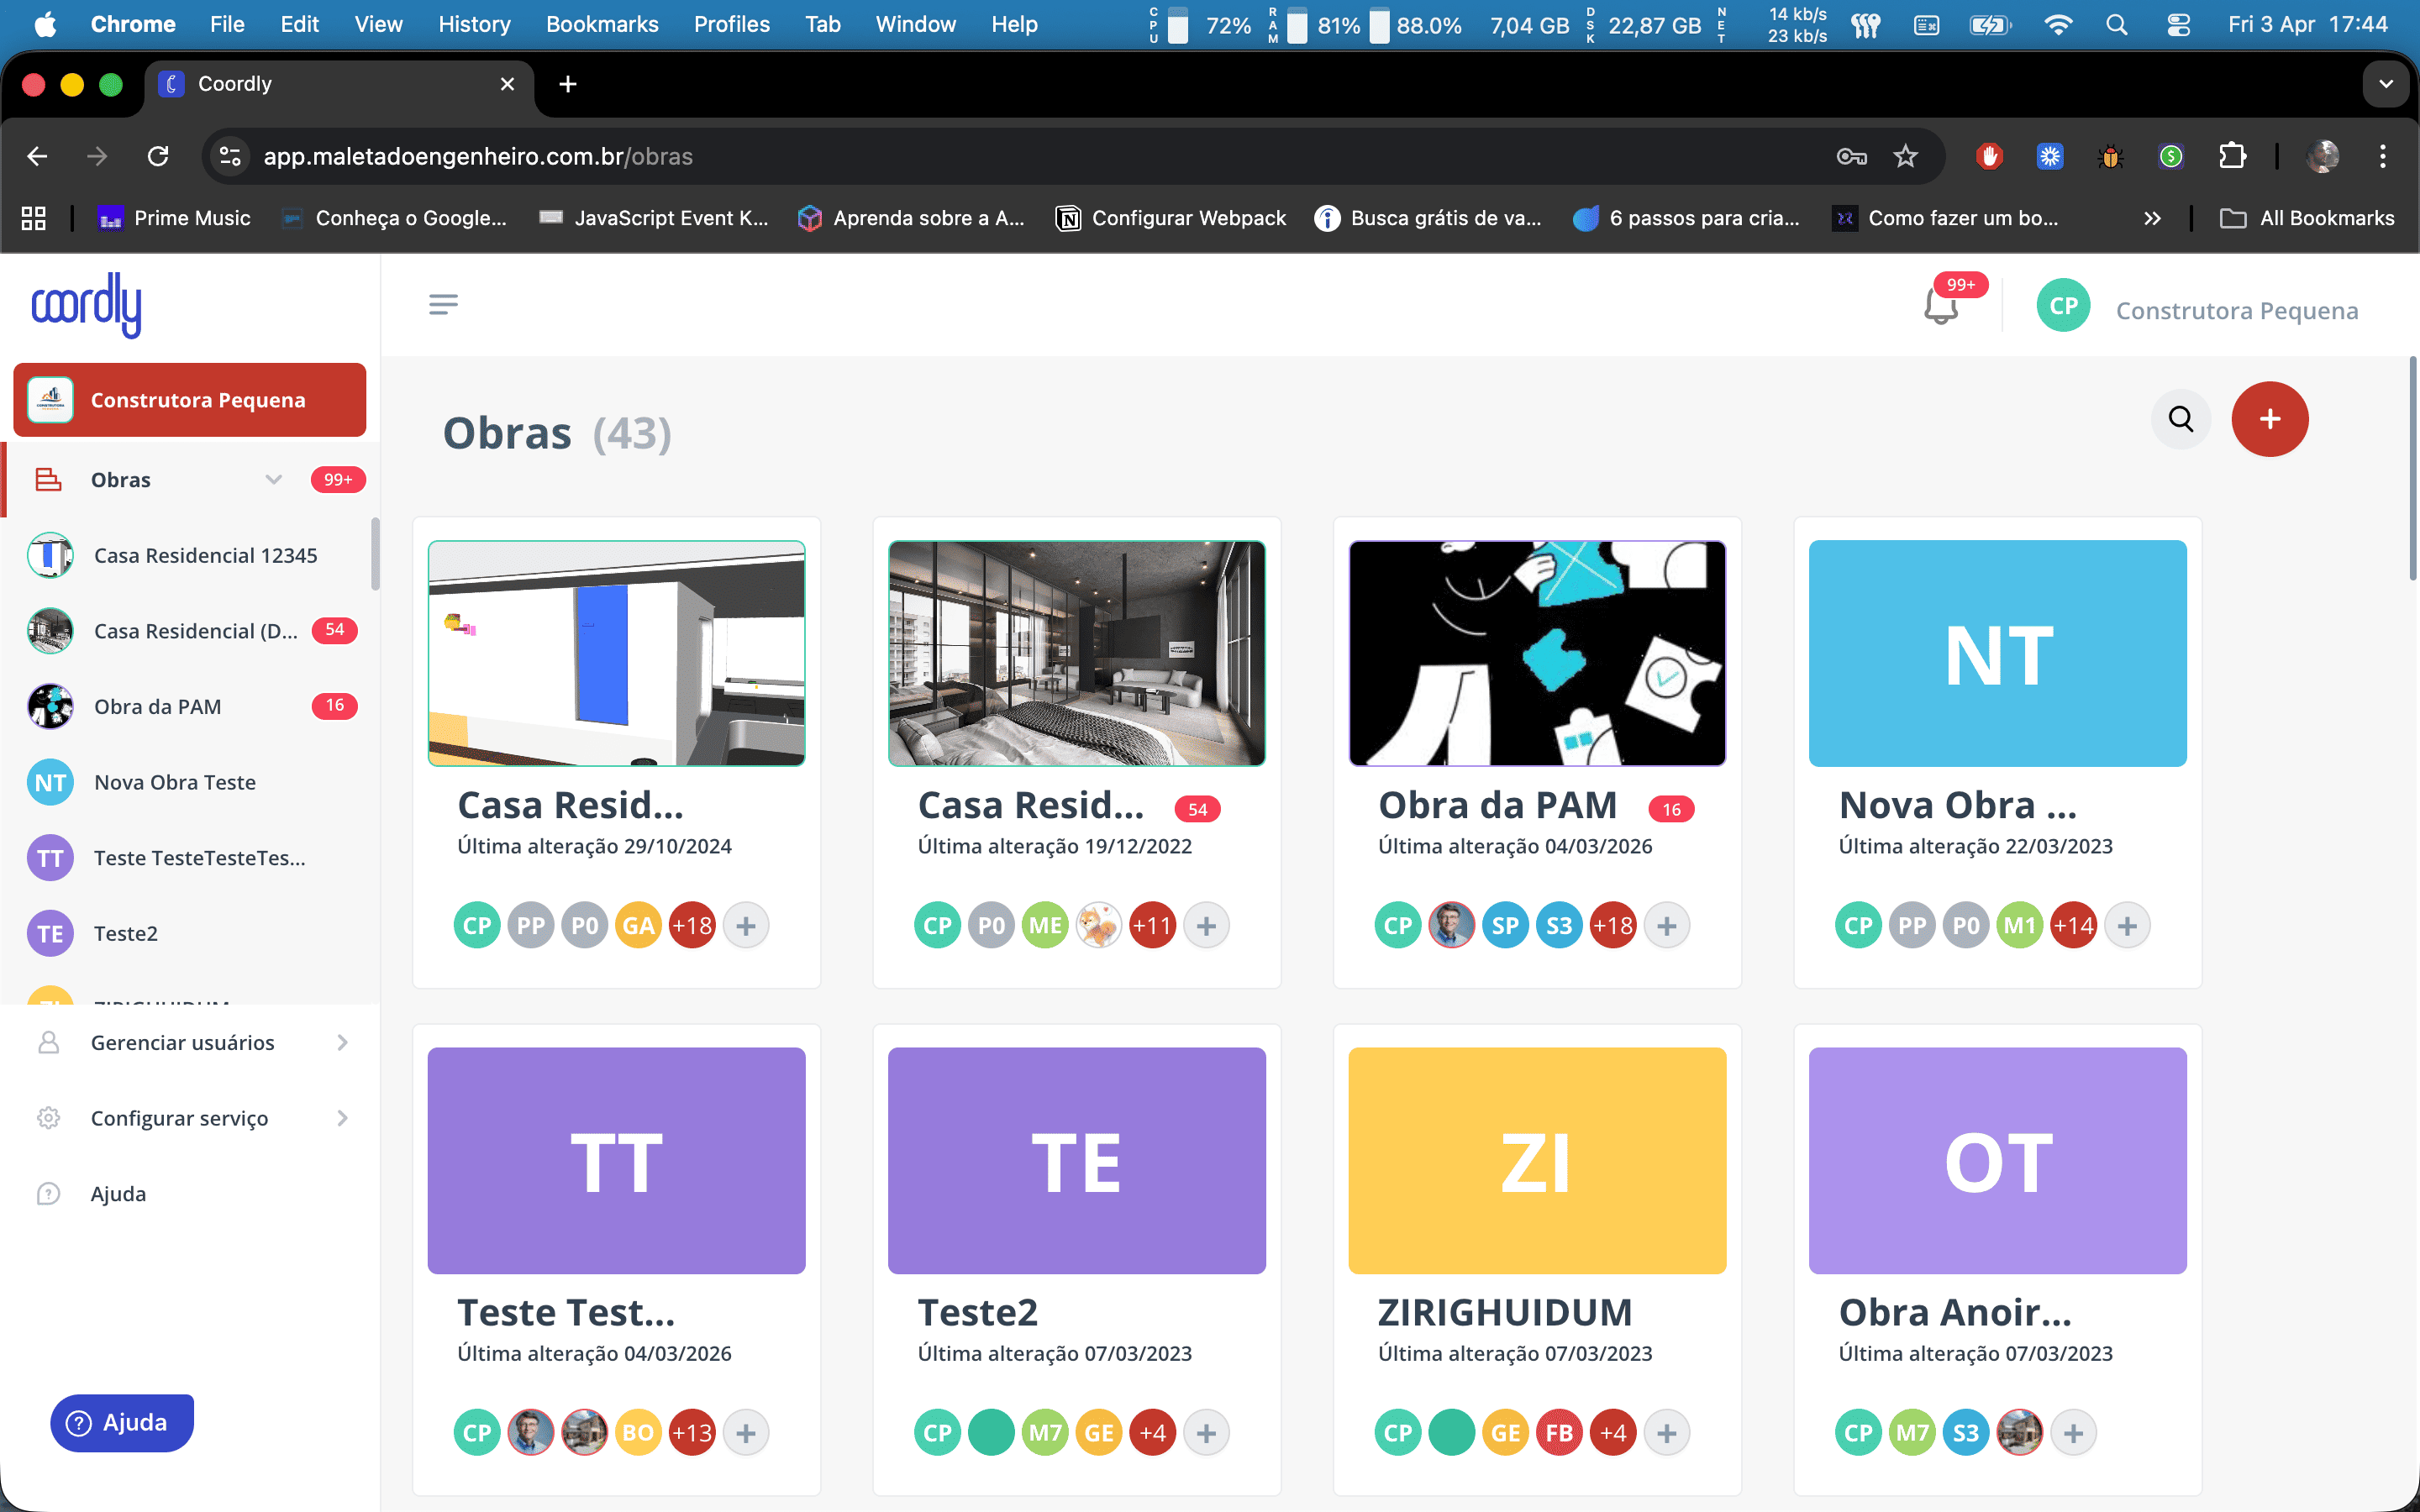 Chrome File Edit View History Bookmarks Profiles Tab Window Help CPU 72% RAM 81% 88.0% 7,04 GB DSK 22,87 GB NET 14 kb/s 23 kb/s Fri 3 Apr 17:44
Coordly
app.maletadoengenheiro.com.br/obras
Prime Music Conheça o Google... JavaScript Event K... Aprenda sobre a A... Configurar Webpack Busca grátis de va... 6 passos para cria... Como fazer um bo... All Bookmarks
coordly
99+
CP Construtora Pequena
Construtora Pequena
Obras 99+
Casa Residencial 12345
Casa Residencial (D... 54
Obra da PAM 16
NT Nova Obra Teste
TT Teste TesteTesteTes...
TE Teste2
Gerenciar usuários
Configurar serviço
Ajuda
Ajuda
Obras (43)
Casa Resid...
Última alteração 29/10/2024
CP PP P0 GA +18 +
Casa Resid... 54
Última alteração 19/12/2022
CP P0 ME +11 +
Obra da PAM 16
Última alteração 04/03/2026
CP SP S3 +18 +
NT
Nova Obra ...
Última alteração 22/03/2023
CP PP P0 M1 +14 +
TT
Teste Test...
Última alteração 04/03/2026
CP BO +13 +
TE
Teste2
Última alteração 07/03/2023
CP M7 GE +4 +
ZI
ZIRIGHUIDUM
Última alteração 07/03/2023
CP GE FB +4 +
OT
Obra Anoir...
Última alteração 07/03/2023
CP M7 S3 +